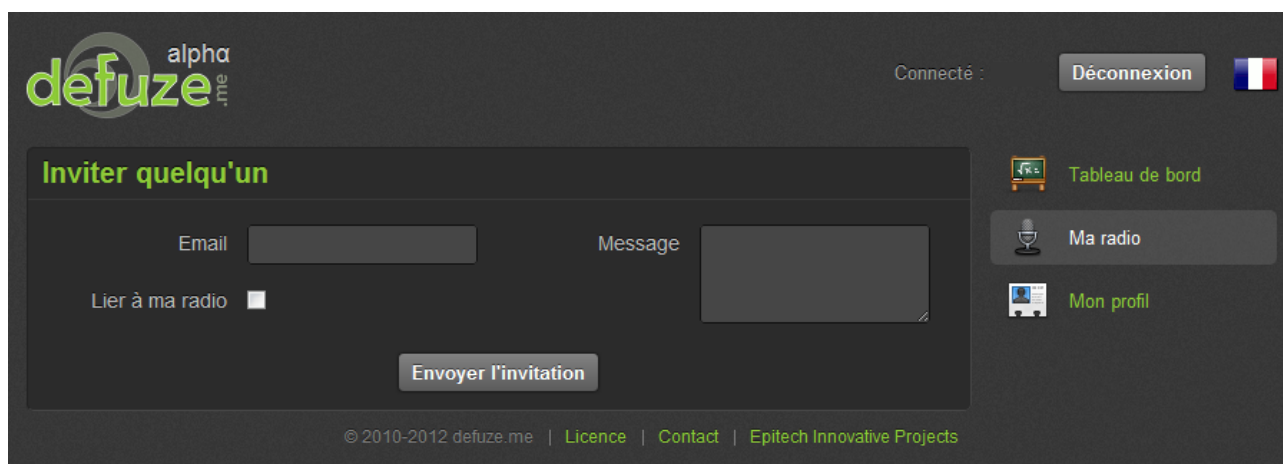 alphα
defuze.me
Connecté :
Déconnexion
Inviter quelqu'un
Tableau de bord
Email
Message
Ma radio
Lier à ma radio
Mon profil
Envoyer l'invitation
© 2010-2012 defuze.me | Licence | Contact | Epitech Innovative Projects